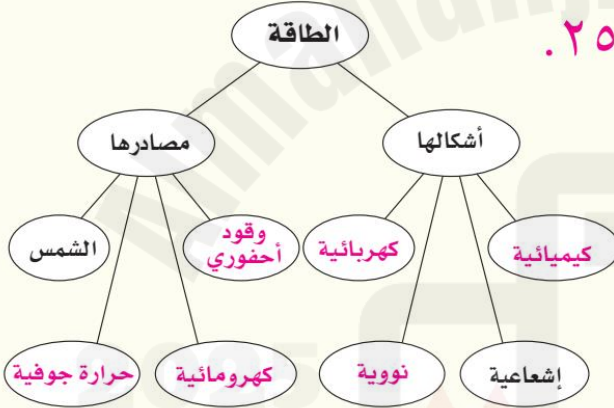 ٢٥.
الطاقة
أشكالها
مصادرها
كيميائية
كهربائية
وقود
أحفوري
الشمس
إشعاعية
نووية
كهرومائية
حرارة جوفية